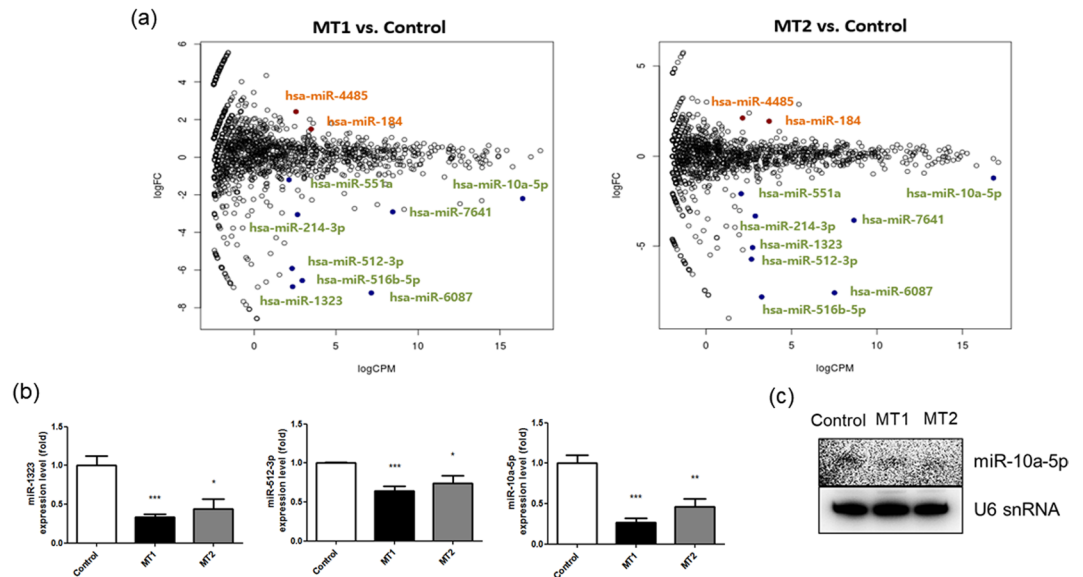 (a)
MT1 vs. Control
6
4
2
0
-2
-4
-6
-8
logFC
0
5
10
15
logCPM
hsa-miR-4485
hsa-miR-184
hsa-miR-551a
hsa-miR-10a-5p
hsa-miR-7641
hsa-miR-214-3p
hsa-miR-512-3p
hsa-miR-516b-5p
hsa-miR-1323
hsa-miR-6087
MT2 vs. Control
5
0
-5
logFC
0
5
10
15
logCPM
hsa-miR-4485
hsa-miR-184
hsa-miR-551a
hsa-miR-10a-5p
hsa-miR-214-3p
hsa-miR-7641
hsa-miR-1323
hsa-miR-512-3p
hsa-miR-6087
hsa-miR-516b-5p
(b)
miR-1323
expression level (fold)
1.5
1.0
0.5
0.0
***
*
Control
MT1
MT2
miR-512-3p
expression level (fold)
1.5
1.0
0.5
0.0
***
*
Control
MT1
MT2
miR-10a-5p
expression level (fold)
1.5
1.0
0.5
0.0
***
**
Control
MT1
MT2
(c)
Control MT1 MT2
miR-10a-5p
U6 snRNA